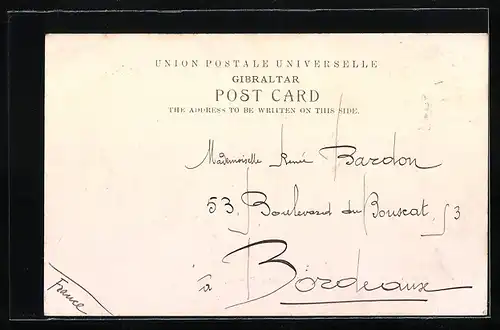 UNION POSTALE UNIVERSELLE
GIBRALTAR
POST CARD
THE ADDRESS TO BE WRITTEN ON THIS SIDE.
Mademoiselle Renée Bardon
53, Boulevard du Bouscat, 53
à Bordeaux
France